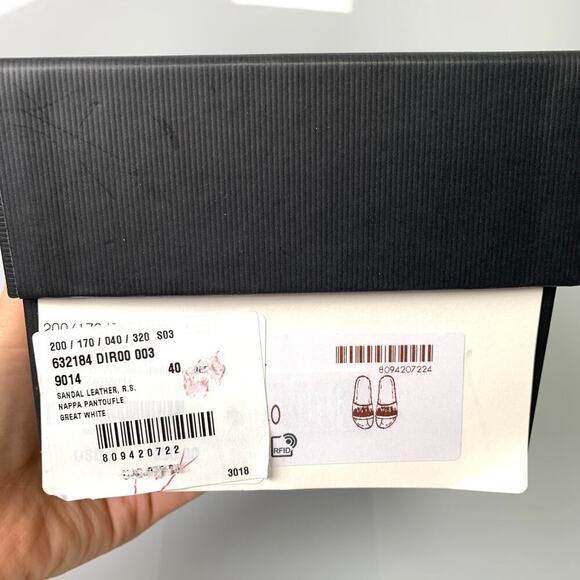 200 / 170 / 040 / 320 S03
632184 DIR00 003
9014 40
SANDAL LEATHER, R.S.
NAPPA PANTOUFLE
GREAT WHITE
809420722
3018
8094207224
0
RFID